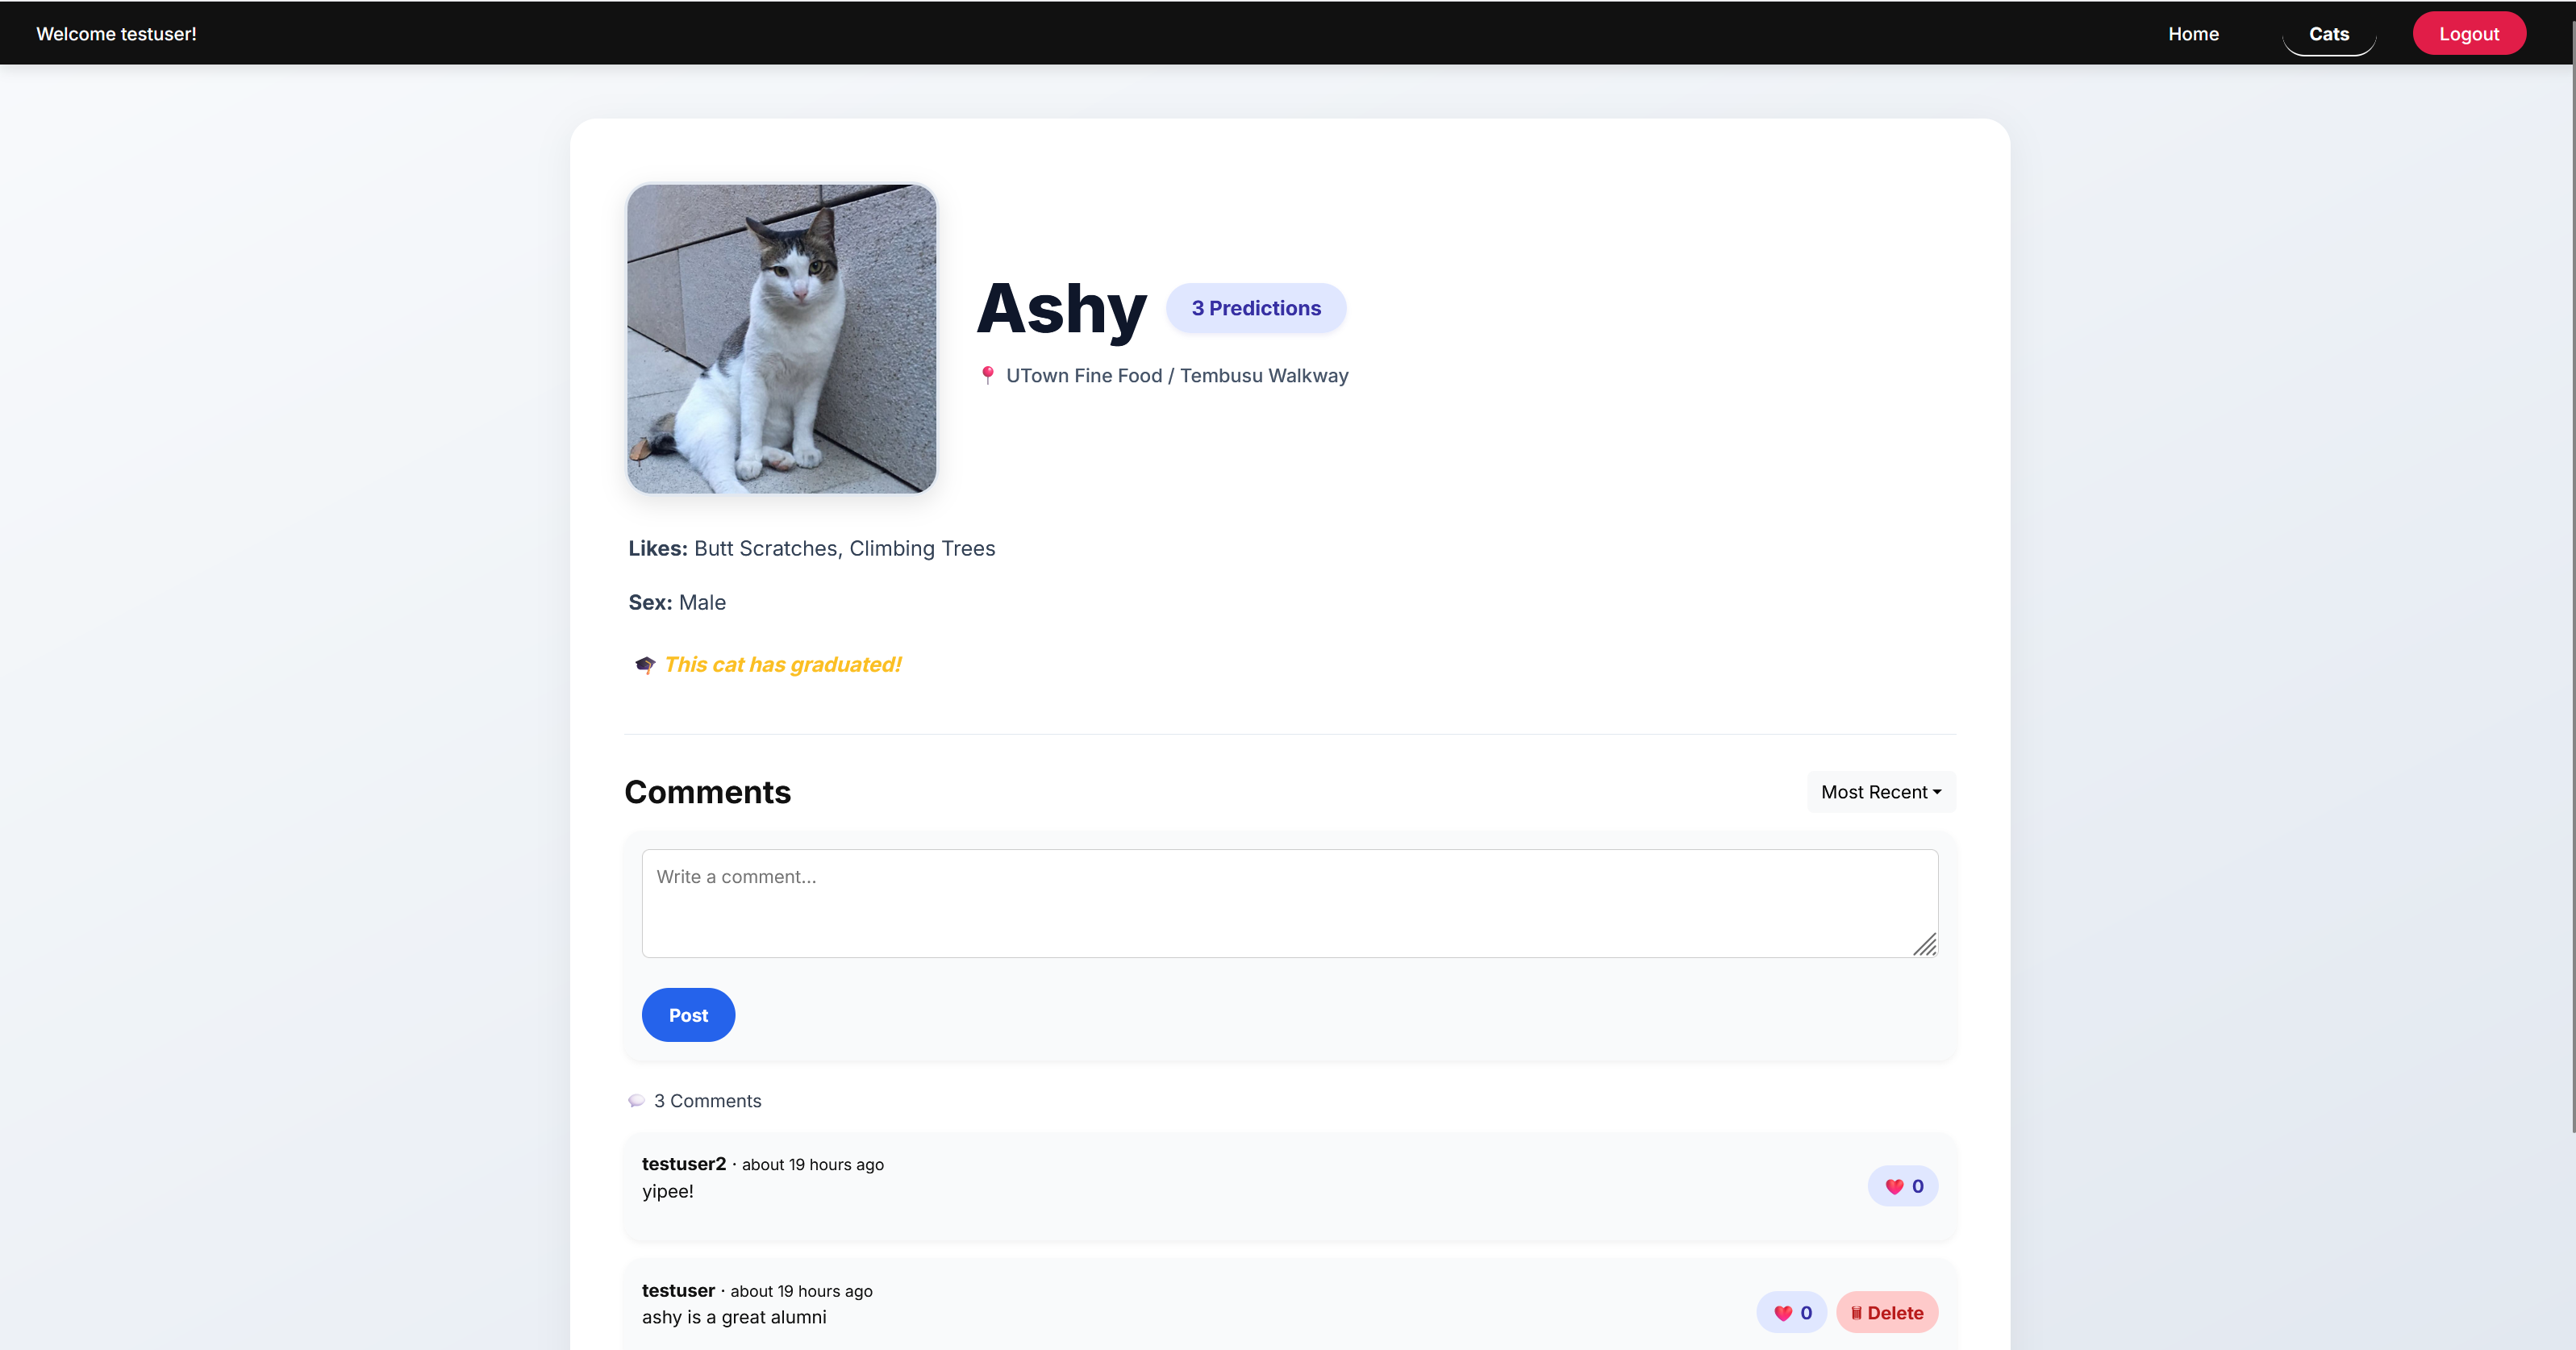 Welcome testuser!
Home
Cats
Logout
Ashy
3 Predictions
UTown Fine Food / Tembusu Walkway
Likes: Butt Scratches, Climbing Trees
Sex: Male
This cat has graduated!
Comments
Most Recent
Write a comment...
Post
3 Comments
testuser2 · about 19 hours ago
yipee!
0
testuser · about 19 hours ago
ashy is a great alumni
0
Delete